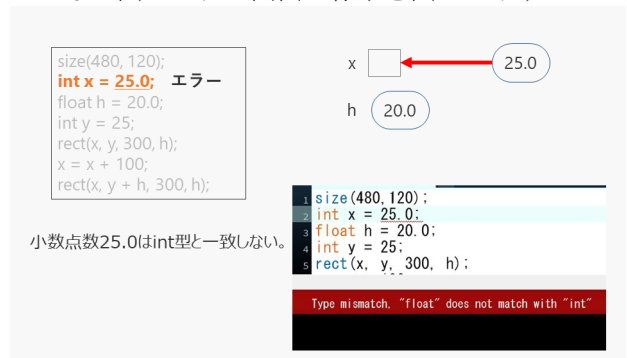 size(480, 120);
int x = 25.0; エラー
float h = 20.0;
int y = 25;
rect(x, y, 300, h);
x = x + 100;
rect(x, y + h, 300, h);
x
25.0
h
20.0
小数点数25.0はint型と一致しない。
1 size(480,120);
2 int x = 25.0;
3 float h = 20.0;
4 int y = 25;
5 rect(x, y, 300, h);
Type mismatch, "float" does not match with "int"